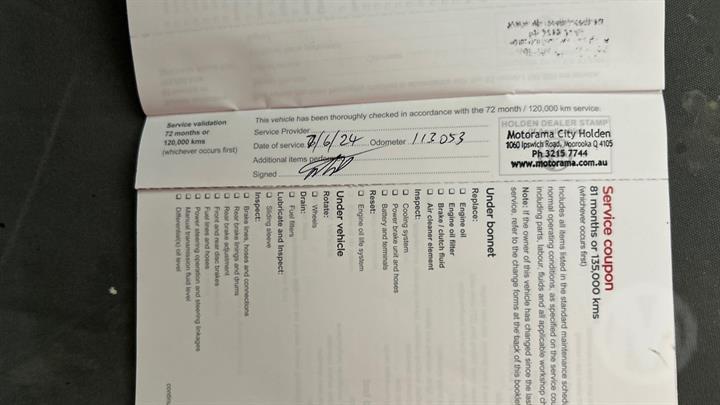 Service validation
72 months or
120,000 kms
(whichever occurs first)
This vehicle has been thoroughly checked in accordance with the 72 month / 120,000 km service.
Service Provider
Date of service 7/6/24 Odometer 113053
Additional items
Signed
HOLDEN DEALER STAMP
Motorama City Holden
1060 Ipswich Road, Moorooka Q 4105
Ph 3215 7744
www.motorama.com.au
Service coupon
81 months or 135,000 kms
(whichever occurs first)
Includes all items listed in the standard maintenance
normal operating conditions, as specified on the service
including parts, labour, fluids and all applicable workshop
Note: If the owner of this vehicle has changed since the last
service, refer to the change forms at the back of this booklet
Under bonnet
Replace:
Engine oil
Engine oil filter
Brake / clutch fluid
Air cleaner element
Inspect:
Cooling system
Power brake unit and hoses
Battery and terminals
Reset:
Engine oil life system
Under vehicle
Rotate:
Wheels
Drain:
Fuel filters
Lubricate and Inspect:
Sliding sleeve
Inspect:
Brake lines, hoses and connections
Rear brake linings and drums
Rear brake adjustment
Front and rear disc brakes
Fuel lines and hoses
Power steering operation and steering linkages
Manual transmission fluid level
Differential(s) oil level